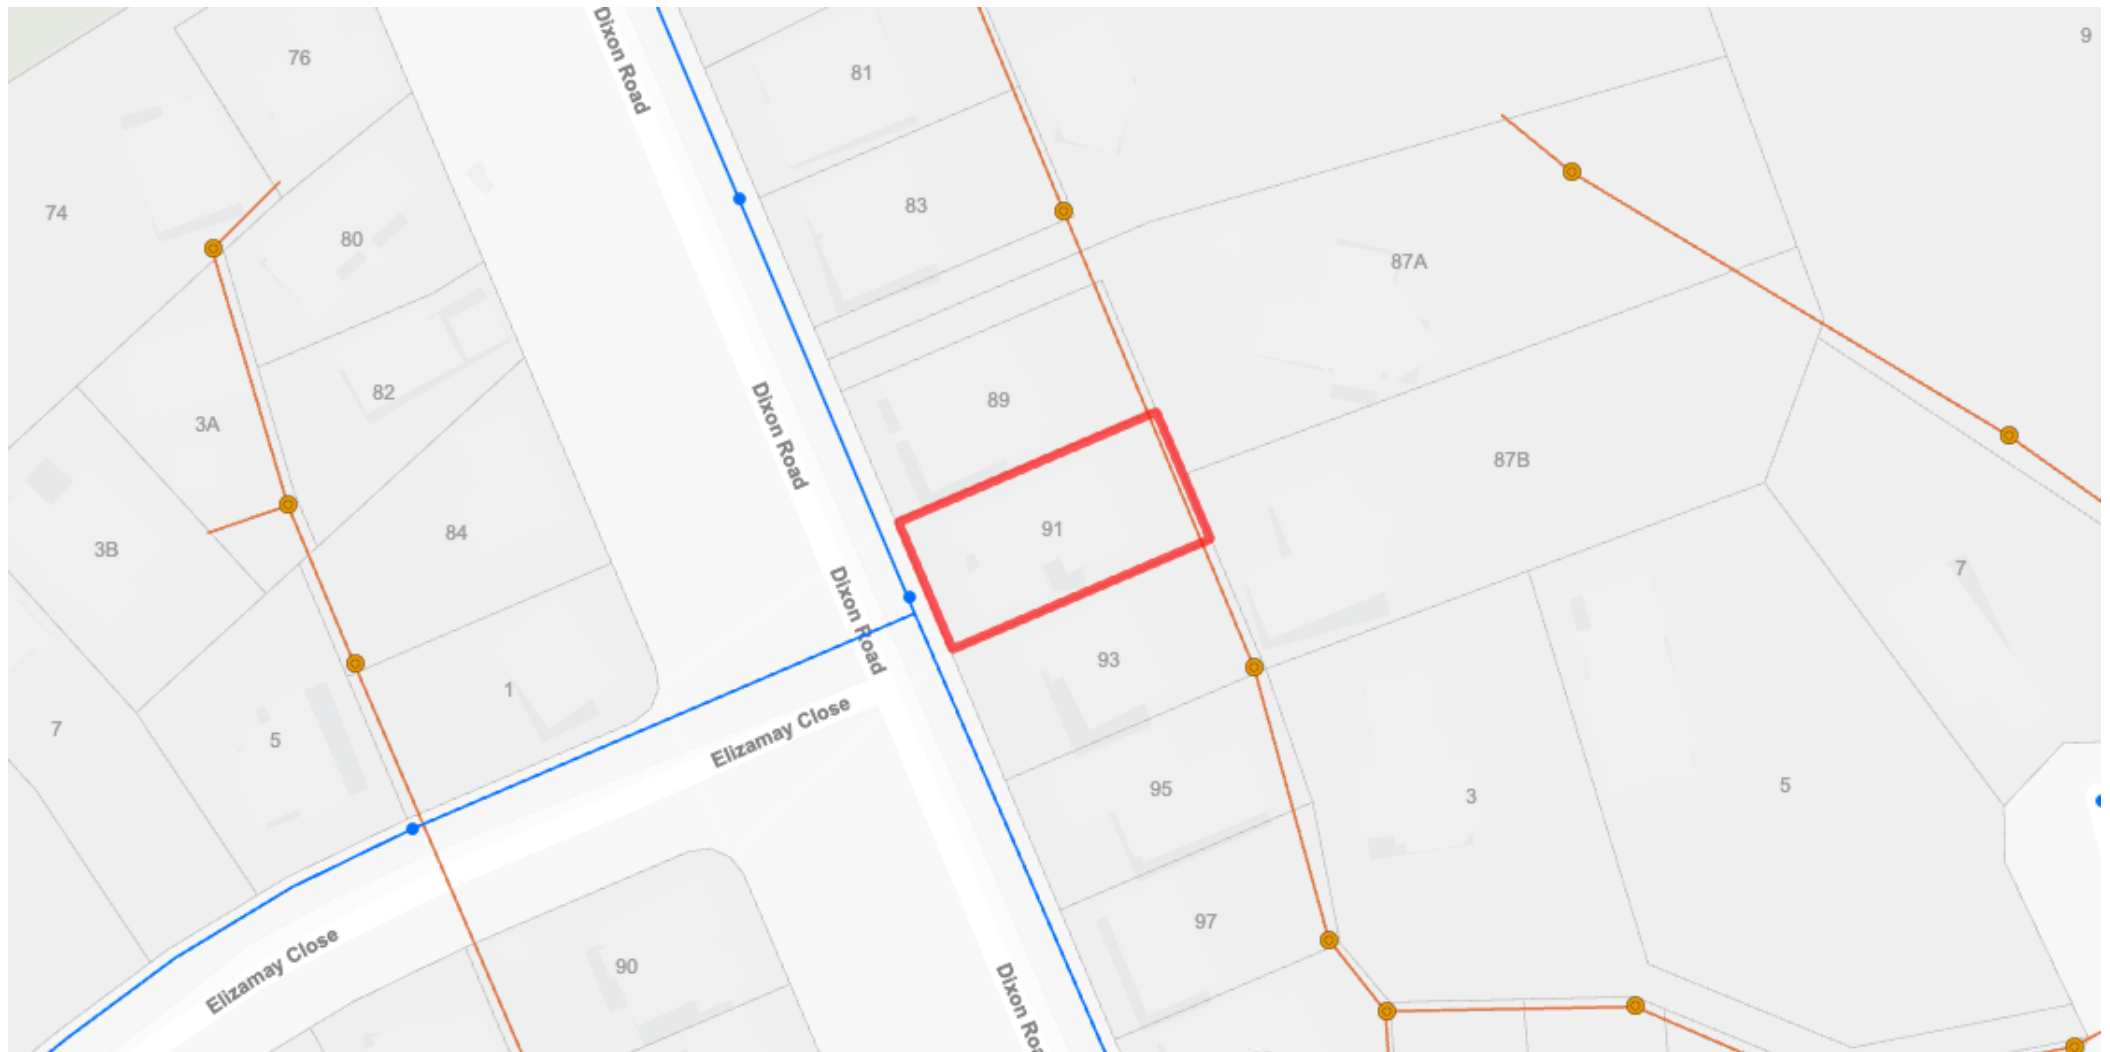 Dixon Road
9
76
81
74
83
80
87A
82
89
Dixon Road
3A
87B
91
84
3B
7
Dixon Road
93
1
Elizamay Close
7
5
95
5
3
97
Elizamay Close
90
Dixon Roa